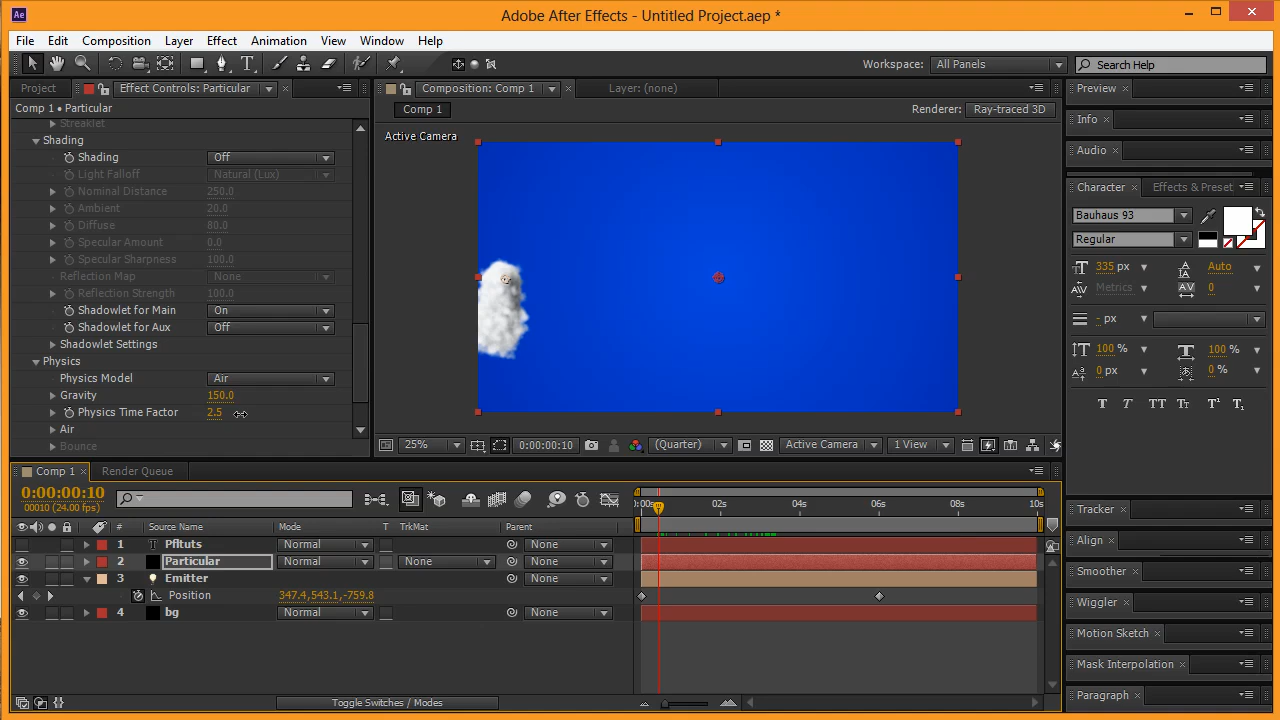 Ae
Adobe After Effects - Untitled Project.aep *
File Edit Composition Layer Effect Animation View Window Help
Workspace: All Panels Search Help
Project Effect Controls: Particular Composition: Comp 1 Layer: (none) Preview
Comp 1 • Particular Comp 1 Renderer: Ray-traced 3D Info
Streaklet Active Camera
Shading Audio
Shading Off
Light Falloff Natural (Lux)
Nominal Distance 250.0 Character Effects & Preset
Ambient 20.0 Bauhaus 93
Diffuse 80.0 Regular
Specular Amount 0.0
Specular Sharpness 100.0 335 px Auto
Reflection Map None Metrics 0
Reflection Strength 100.0
Shadowlet for Main On - px
Shadowlet for Aux Off
Shadowlet Settings 100 % 100 %
Physics 0 px 0 %
Physics Model Air
Gravity 150.0
Physics Time Factor 2.5
Air
Bounce 25% 0:00:00:10 (Quarter) Active Camera 1 View
Comp 1 Render Queue
0:00:00:10
00010 (24.00 fps) :00s 02s 04s 06s 08s 10s
Tracker
# Source Name Mode T TrkMat Parent
1 Pfltuts Normal None Align
2 Particular Normal None None
3 Emitter None Smoother
Position 347.4,543.1,-759.8 Wiggler
4 bg Normal None
Motion Sketch
Mask Interpolation
Toggle Switches / Modes Paragraph